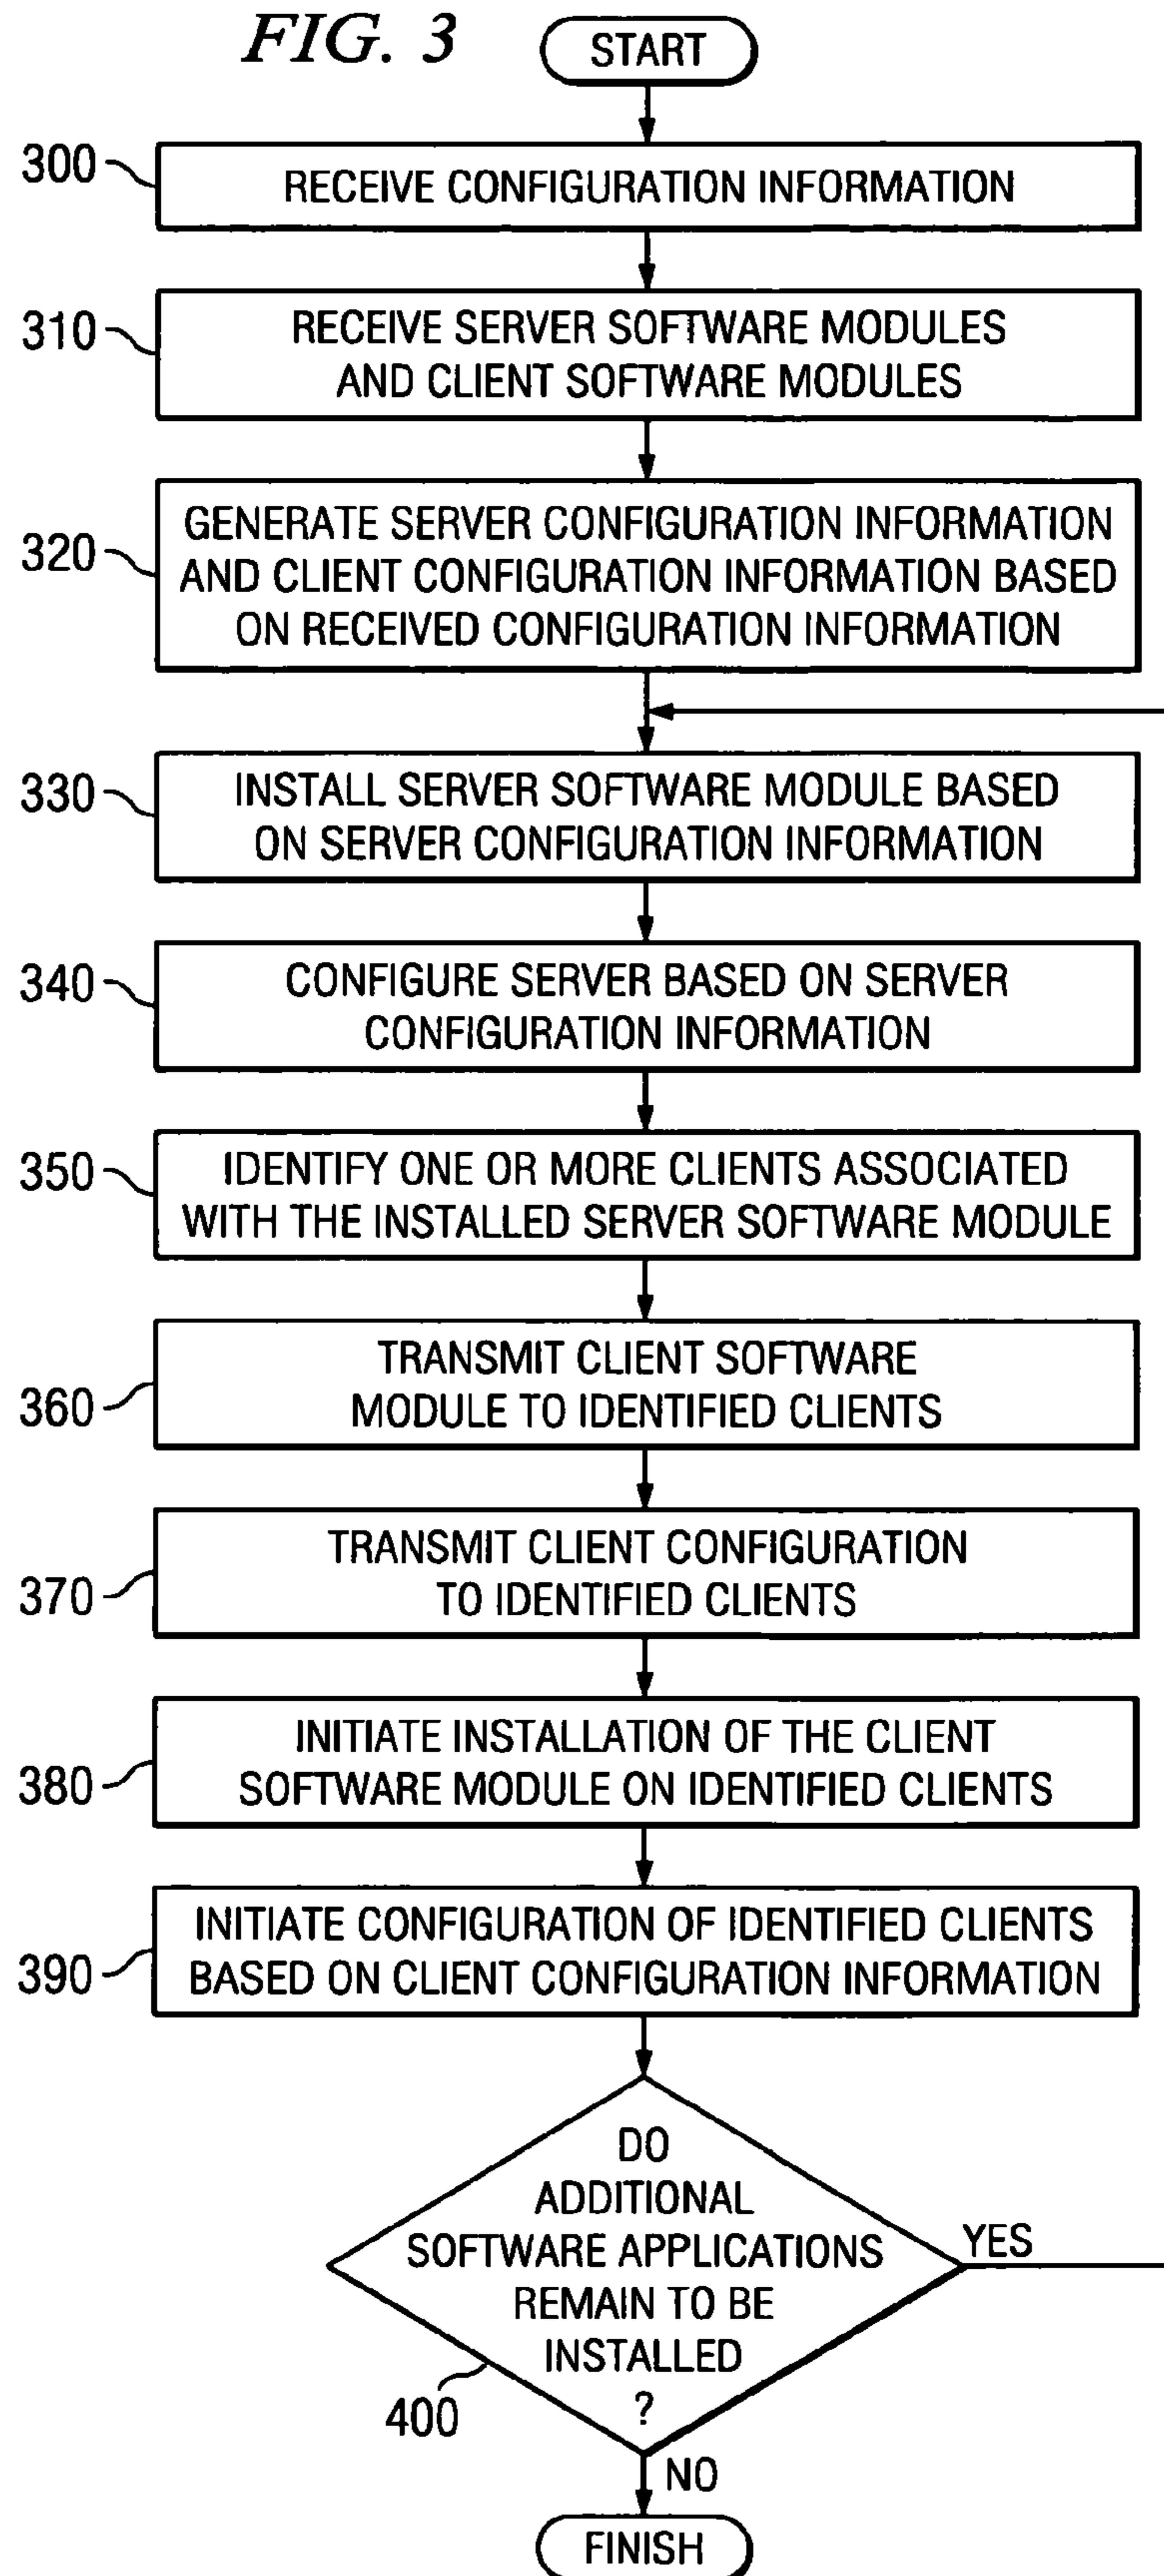 FIG. 3
START
300
RECEIVE CONFIGURATION INFORMATION
310
RECEIVE SERVER SOFTWARE MODULES
AND CLIENT SOFTWARE MODULES
320
GENERATE SERVER CONFIGURATION INFORMATION
AND CLIENT CONFIGURATION INFORMATION BASED
ON RECEIVED CONFIGURATION INFORMATION
330
INSTALL SERVER SOFTWARE MODULE BASED
ON SERVER CONFIGURATION INFORMATION
340
CONFIGURE SERVER BASED ON SERVER
CONFIGURATION INFORMATION
350
IDENTIFY ONE OR MORE CLIENTS ASSOCIATED
WITH THE INSTALLED SERVER SOFTWARE MODULE
360
TRANSMIT CLIENT SOFTWARE
MODULE TO IDENTIFIED CLIENTS
370
TRANSMIT CLIENT CONFIGURATION
TO IDENTIFIED CLIENTS
380
INITIATE INSTALLATION OF THE CLIENT
SOFTWARE MODULE ON IDENTIFIED CLIENTS
390
INITIATE CONFIGURATION OF IDENTIFIED CLIENTS
BASED ON CLIENT CONFIGURATION INFORMATION
DO
ADDITIONAL
SOFTWARE APPLICATIONS
REMAIN TO BE
INSTALLED
?
YES
400
NO
FINISH